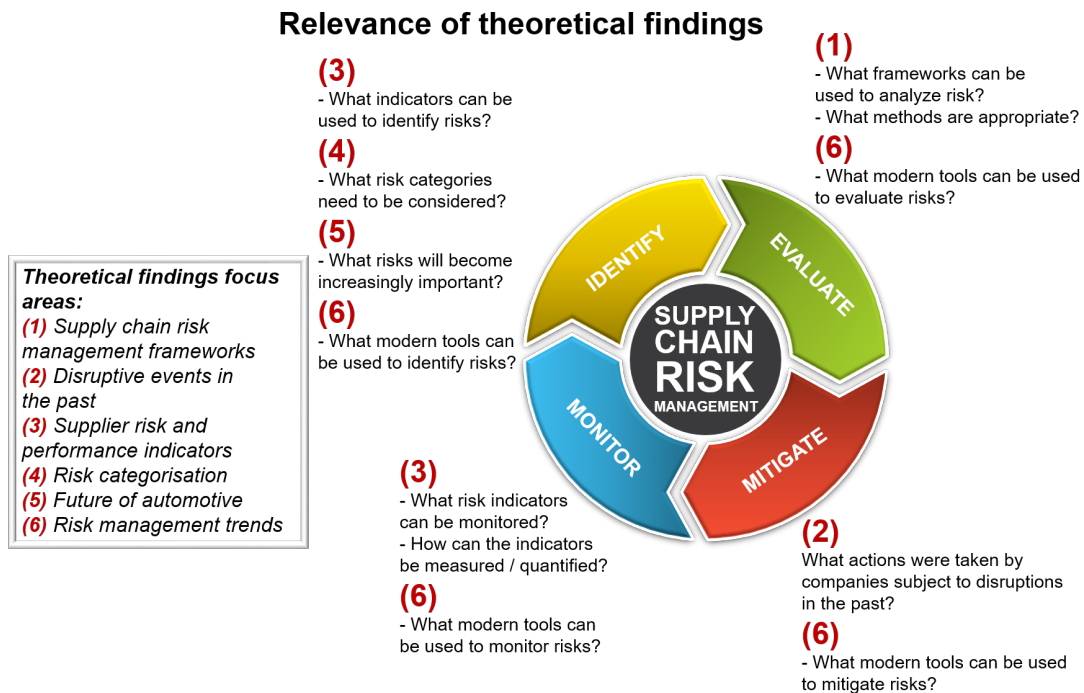 Relevance of theoretical findings
(3)
- What indicators can be
used to identify risks?
(4)
- What risk categories
need to be considered?
(5)
- What risks will become
increasingly important?
(6)
- What modern tools can
be used to identify risks?
(1)
- What frameworks can be
used to analyze risk?
- What methods are appropriate?
(6)
- What modern tools can be used
to evaluate risks?
Theoretical findings focus
areas:
(1) Supply chain risk
management frameworks
(2) Disruptive events in
the past
(3) Supplier risk and
performance indicators
(4) Risk categorisation
(5) Future of automotive
(6) Risk management trends
IDENTIFY
EVALUATE
SUPPLY
CHAIN
RISK
MANAGEMENT
MONITOR
MITIGATE
(3)
- What risk indicators
can be monitored?
- How can the indicators
be measured / quantified?
(6)
- What modern tools can
be used to monitor risks?
(2)
What actions were taken by
companies subject to disruptions
in the past?
(6)
- What modern tools can be used
to mitigate risks?